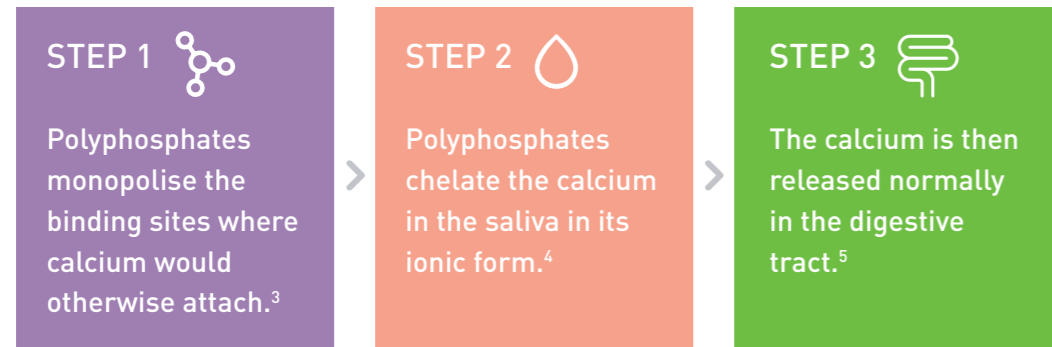 STEP 1
Polyphosphates
monopolise the
binding sites where
calcium would
otherwise attach.³
STEP 2
Polyphosphates
chelate the calcium
in the saliva in its
ionic form.⁴
STEP 3
The calcium is then
released normally
in the digestive
tract.⁵